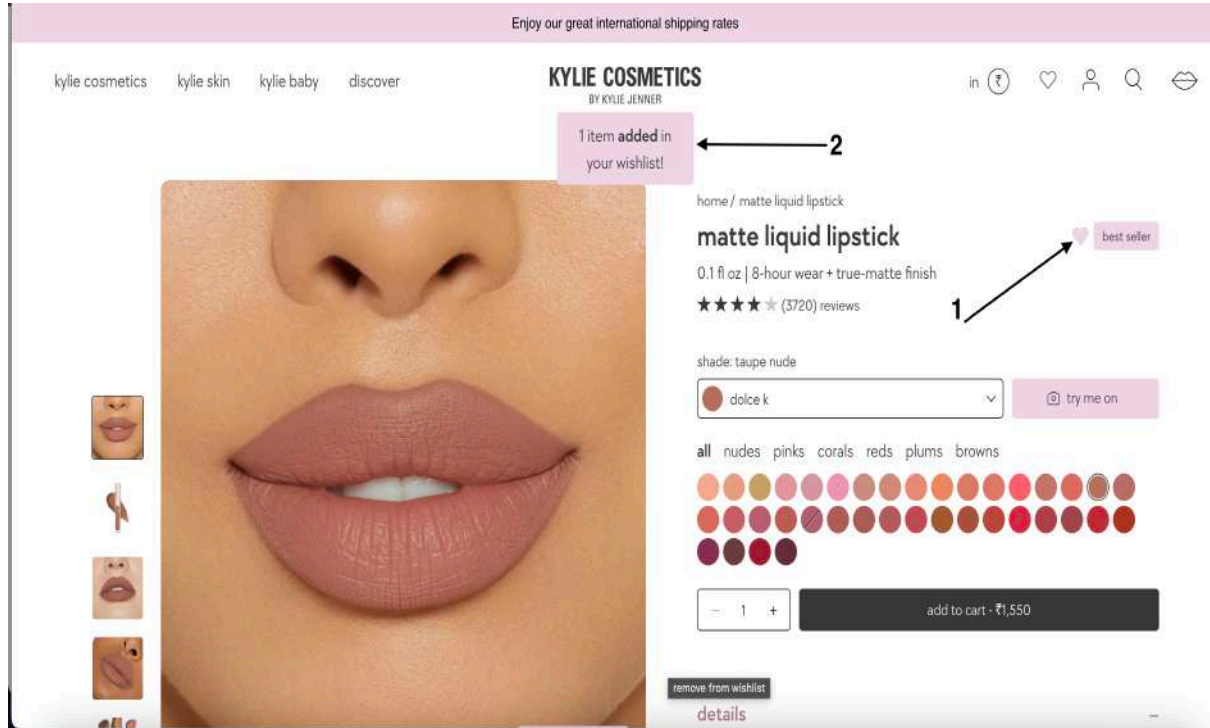 Enjoy our great international shipping rates
kylie cosmetics kylie skin kylie baby discover
KYLIE COSMETICS
BY KYLIE JENNER
in ₹
1 item added in
your wishlist!
2
home / matte liquid lipstick
matte liquid lipstick
best seller
0.1 fl oz | 8-hour wear + true-matte finish
(3720) reviews
1
shade: taupe nude
dolce k
try me on
all nudes pinks corals reds plums browns
− 1 +
add to cart - ₹1,550
remove from wishlist
details −